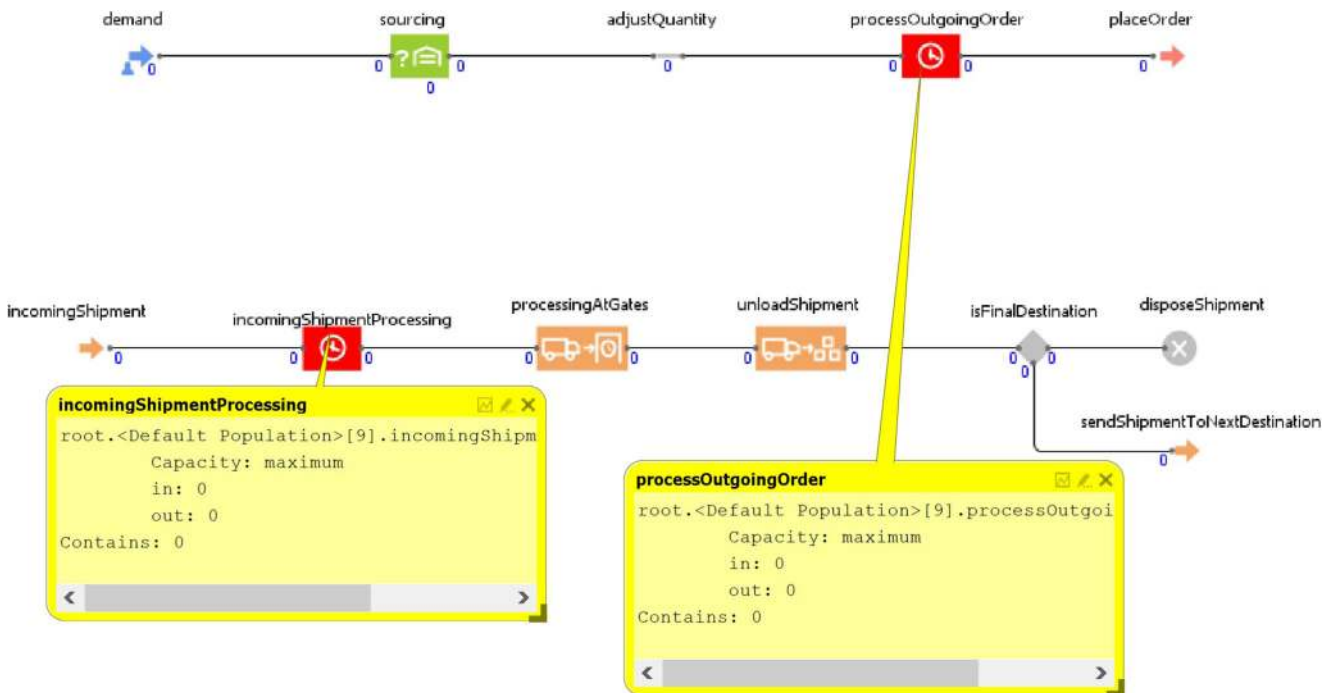 demand sourcing adjustQuantity processOutgoingOrder placeOrder
0 0 ? 0 0 0 0 0
0
incomingShipment incomingShipmentProcessing processingAtGates unloadShipment isFinalDestination disposeShipment
0 0 0 0 0 0 0 0 0
0
sendShipmentToNextDestination
0
incomingShipmentProcessing
root.<Default Population>[9].incomingShipm
Capacity: maximum
in: 0
out: 0
Contains: 0
processOutgoingOrder
root.<Default Population>[9].processOutgoi
Capacity: maximum
in: 0
out: 0
Contains: 0